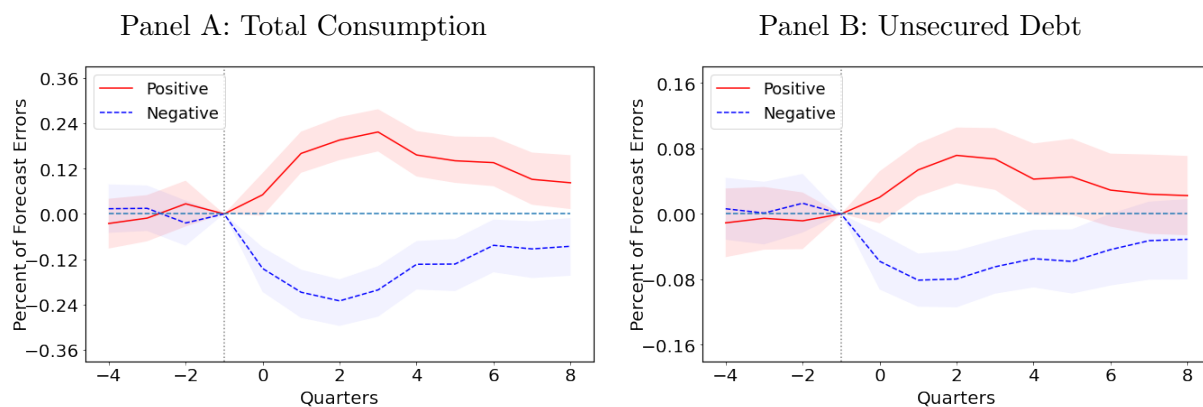 Panel A: Total Consumption
Percent of Forecast Errors
0.36
0.24
0.12
0.00
−0.12
−0.24
−0.36
Positive
Negative
−4 −2 0 2 4 6 8
Quarters
Panel B: Unsecured Debt
Percent of Forecast Errors
0.16
0.08
0.00
−0.08
−0.16
Positive
Negative
−4 −2 0 2 4 6 8
Quarters